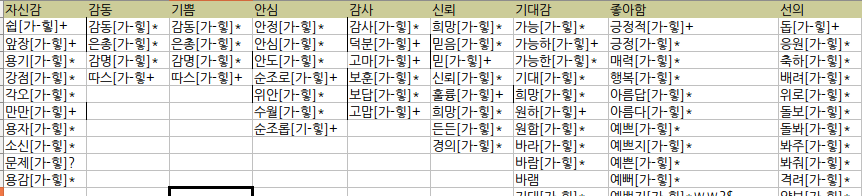 자신감 감동 기쁨 안심 감사 신뢰 기대감 좋아함 선의
쉽[가-힣]+ 감동[가-힣]* 감동[가-힣]* 안정[가-힣]* 감사[가-힣]* 희망[가-힣]* 가능[가-힣]* 긍정적[가-힣]+ 돕[가-힣]+
앞장[가-힣]+ 은총[가-힣]* 은총[가-힣]* 안심[가-힣]* 덕분[가-힣]+ 믿음[가-힣]* 가능하[가-힣]+ 긍정[가-힣]* 응원[가-힣]*
용기[가-힣]* 감명[가-힣]* 감명[가-힣]* 안도[가-힣]* 고마[가-힣]+ 믿[가-힣]+ 가능한[가-힣]* 매력[가-힣]* 축하[가-힣]*
강점[가-힣]* 따스[가-힣]+ 따스[가-힣]+ 순조로[가-힣]+ 보훈[가-힣]* 신뢰[가-힣]* 기대[가-힣]* 행복[가-힣]* 배려[가-힣]*
각오[가-힣]* 위안[가-힣]* 보답[가-힣]* 훌륭[가-힣]+ 희망[가-힣]* 아름답[가-힣]* 위로[가-힣]*
만만[가-힣]+ 수월[가-힣]* 고맙[가-힣]+ 희망[가-힣]* 원하[가-힣]+ 아름다[가-힣]* 돌보[가-힣]*
용자[가-힣]* 순조롭[가-힣]+ 든든[가-힣]* 원함[가-힣]* 예쁘[가-힣]* 돌봐[가-힣]*
소신[가-힣]* 경의[가-힣]* 바라[가-힣]* 예쁘지[가-힣]* 봐주[가-힣]*
문제[가-힣]? 바람[가-힣]* 예쁜[가-힣]* 봐줘[가-힣]*
용감[가-힣]* 바램 예뻐[가-힣]* 격려[가-힣]*